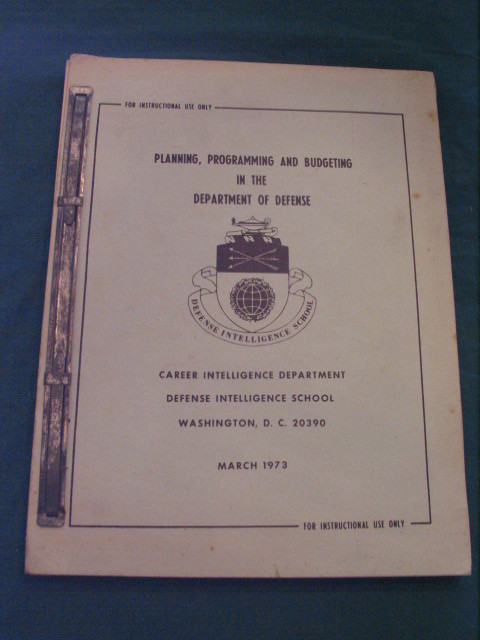 FOR INSTRUCTIONAL USE ONLY
PLANNING, PROGRAMMING AND BUDGETING
IN THE
DEPARTMENT OF DEFENSE
DEFENSE INTELLIGENCE SCHOOL
CAREER INTELLIGENCE DEPARTMENT
DEFENSE INTELLIGENCE SCHOOL
WASHINGTON, D. C. 20390
MARCH 1973
FOR INSTRUCTIONAL USE ONLY